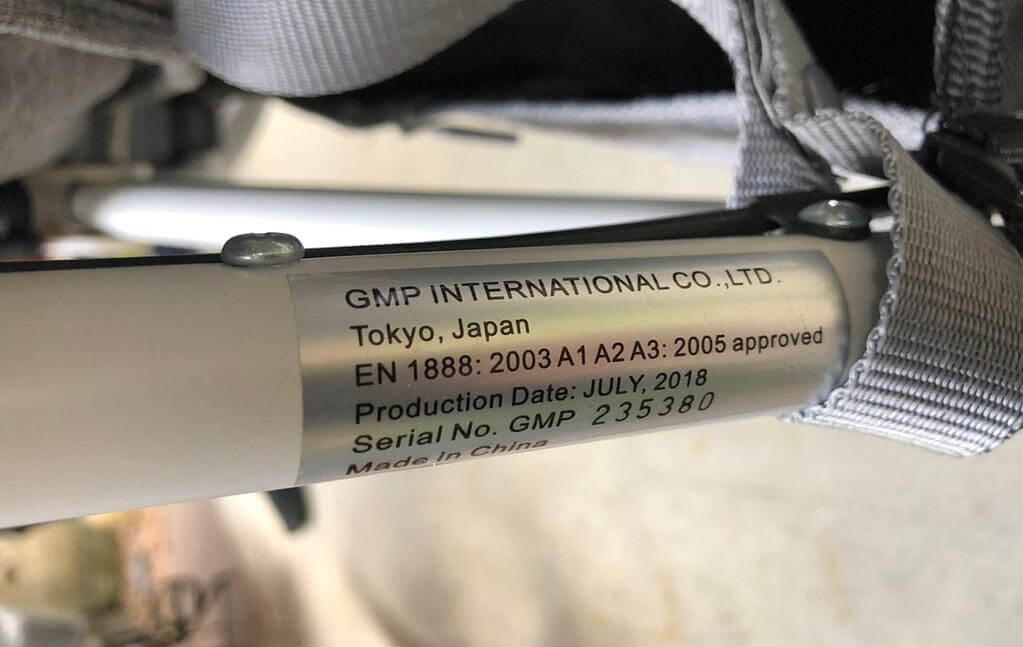 GMP INTERNATIONAL CO.,LTD.
Tokyo, Japan
EN 1888: 2003 A1 A2 A3: 2005 approved
Production Date: JULY, 2018
Serial No. GMP 235380
Made in China